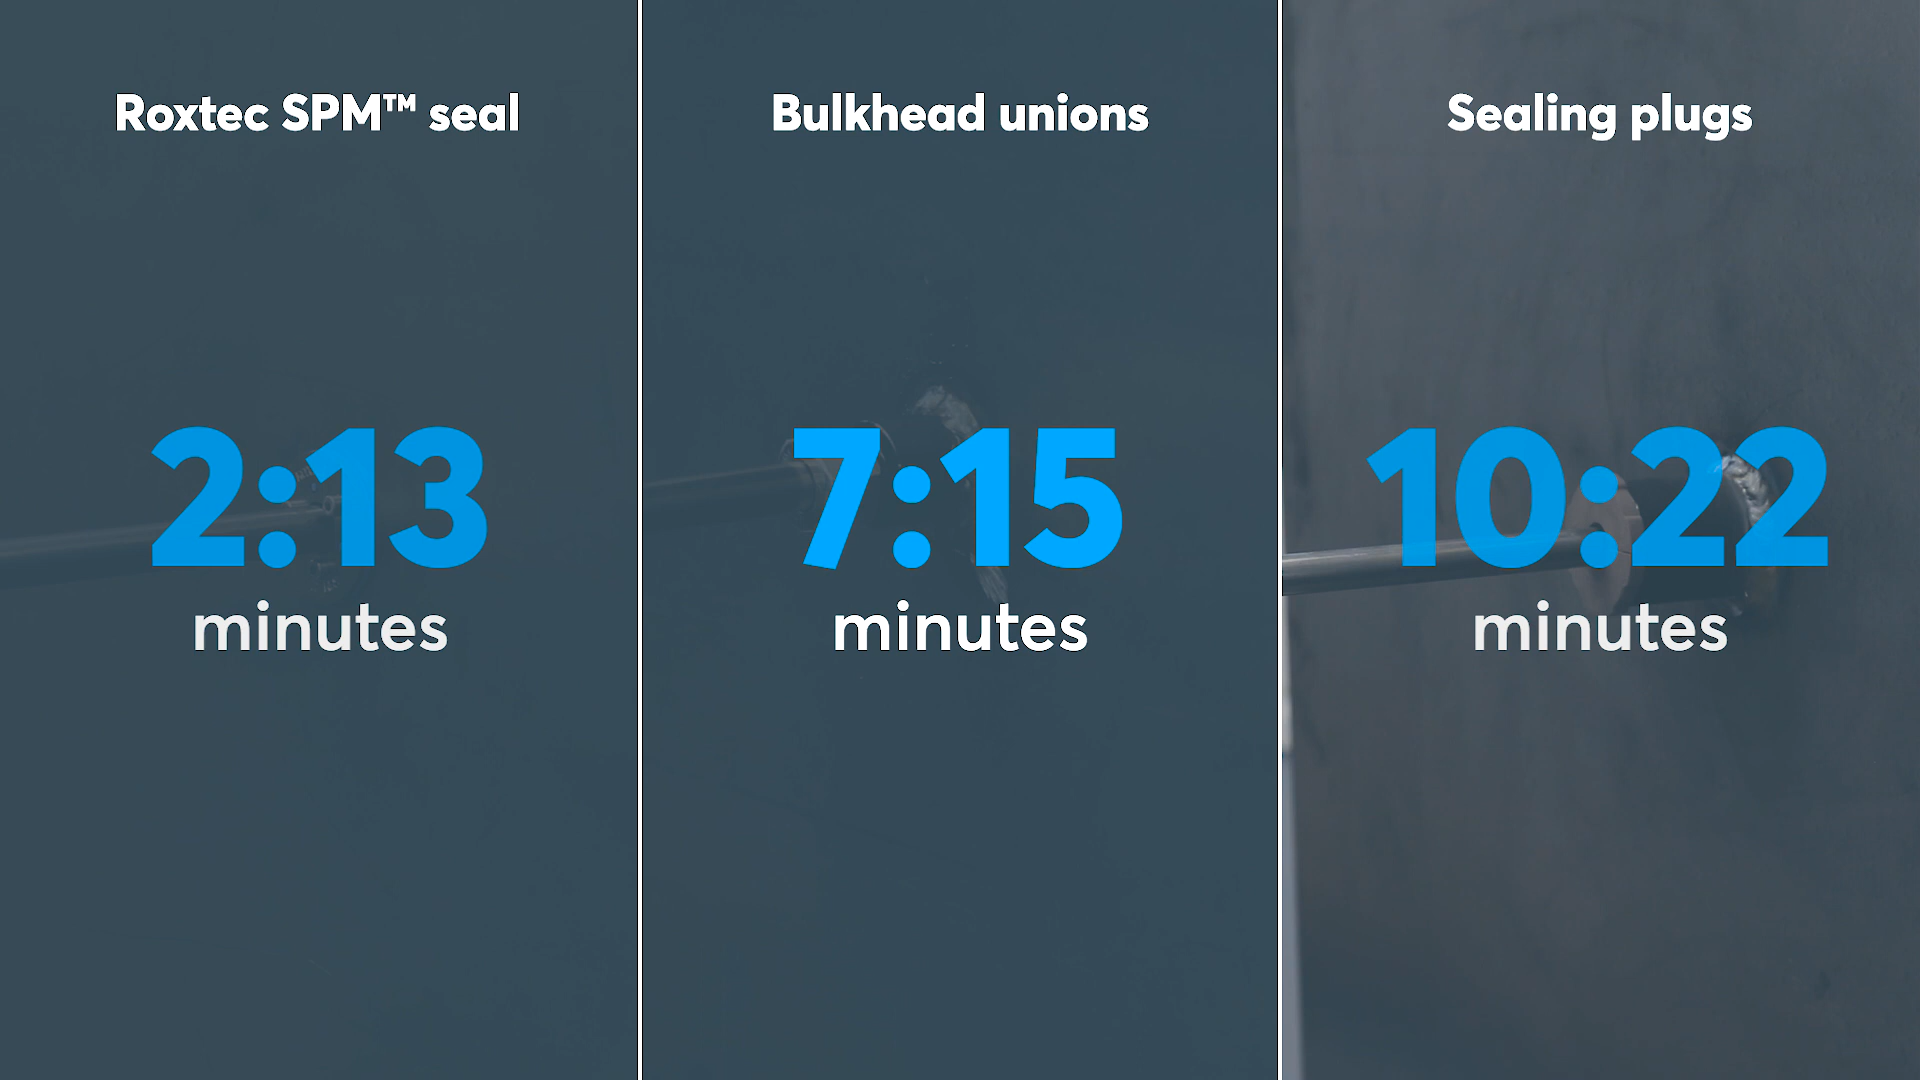 Roxtec SPM™ seal
2:13
minutes
Bulkhead unions
7:15
minutes
Sealing plugs
10:22
minutes